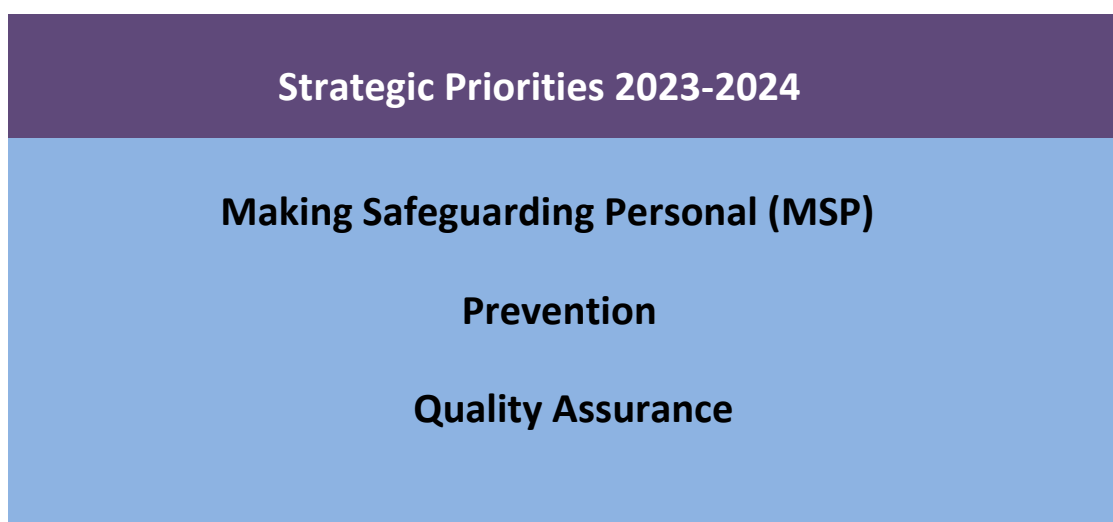 Strategic Priorities 2023-2024
Making Safeguarding Personal (MSP)
Prevention
Quality Assurance